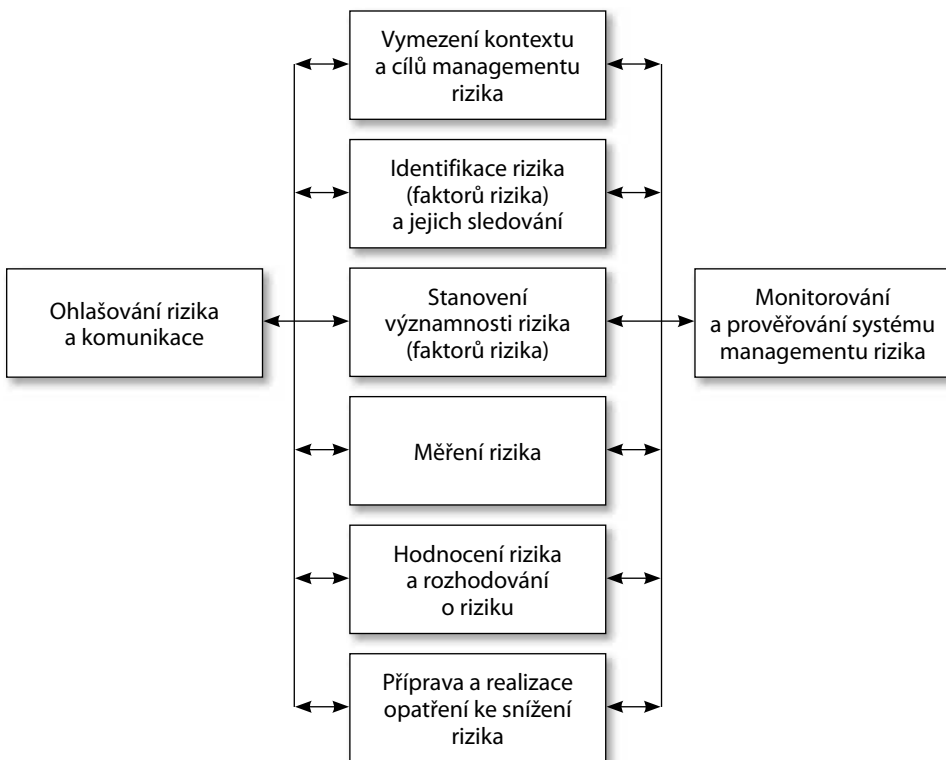 Vymezení kontextu
a cílů managementu
rizika
Identifikace rizika
(faktorů rizika)
a jejich sledování
Ohlašování rizika
a komunikace
Stanovení
významnosti rizika
(faktorů rizika)
Monitorování
a prověřování systému
managementu rizika
Měření rizika
Hodnocení rizika
a rozhodování
o riziku
Příprava a realizace
opatření ke snížení
rizika